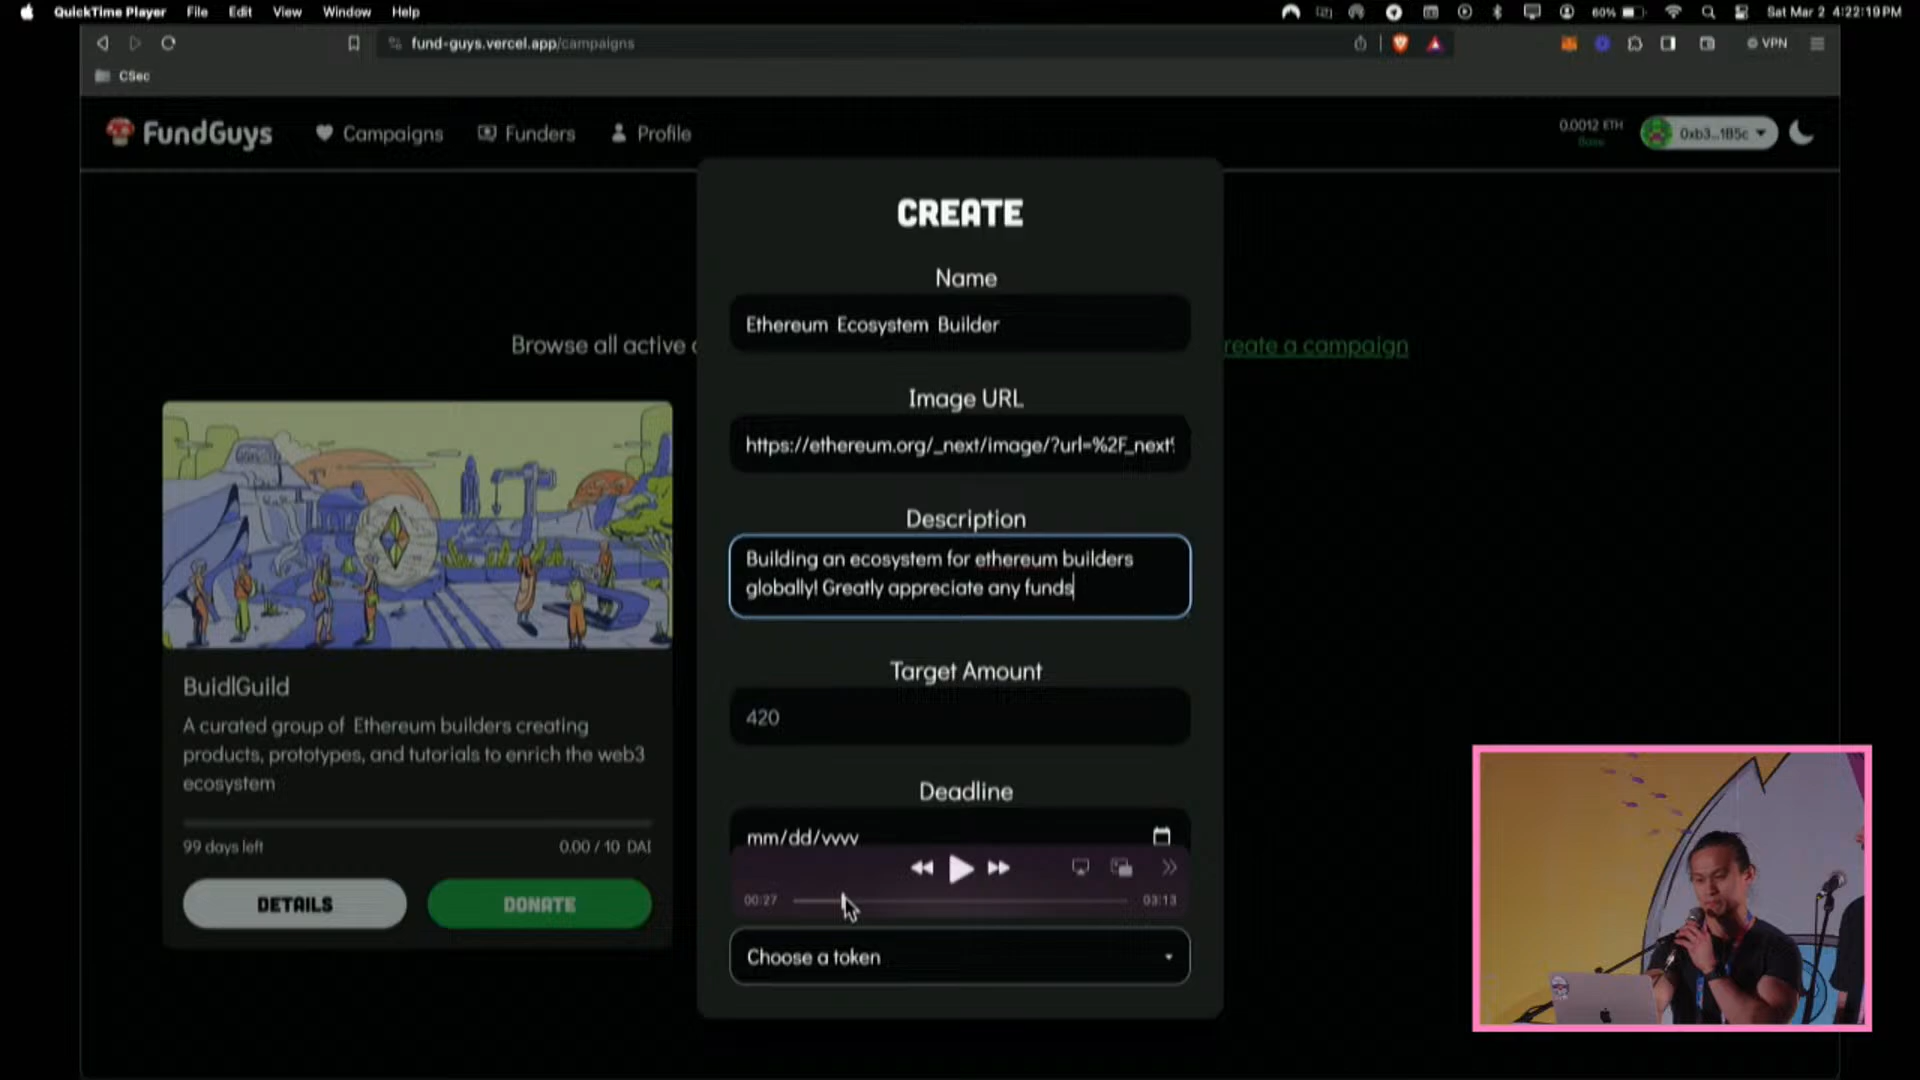 QuickTime Player File Edit View Window Help 60% Sat Mar 2 4:22:19 PM
fund-guys.vercel.app/campaigns VPN
CSec
FundGuys Campaigns Funders Profile 0.0012 ETH 0xb3...1B5c
Base
CREATE
Name
Ethereum Ecosystem Builder
Browse all active c reate a campaign
Image URL
https://ethereum.org/_next/image/?url=%2F_next%
Description
Building an ecosystem for ethereum builders
globally! Greatly appreciate any funds
Target Amount
420
Deadline
mm/dd/yyyy
00:27 03:13
Choose a token
BuidlGuild
A curated group of Ethereum builders creating
products, prototypes, and tutorials to enrich the web3
ecosystem
99 days left 0.00 / 10 DAI
DETAILS DONATE